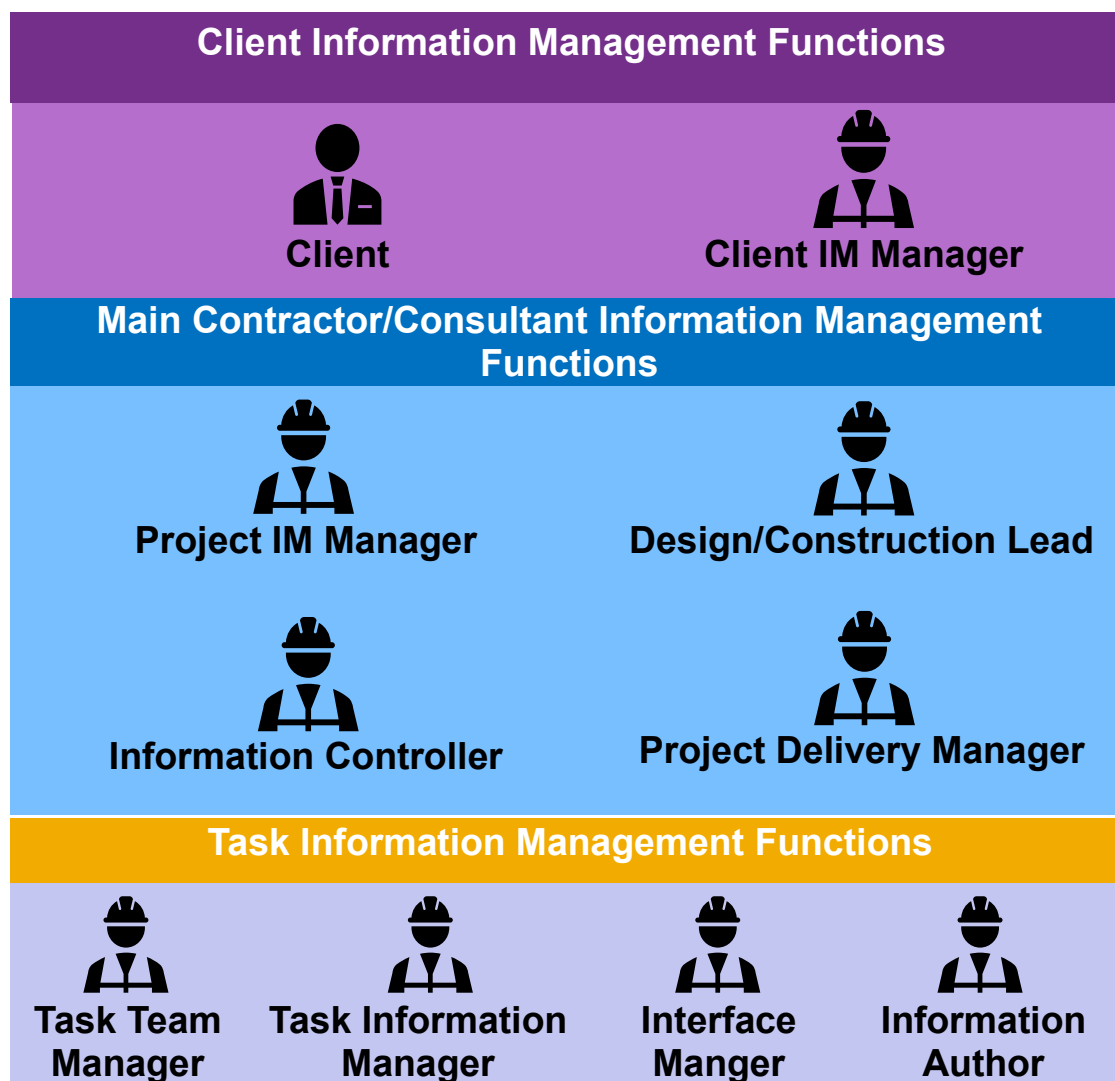 Client Information Management Functions
Client
Client IM Manager
Main Contractor/Consultant Information Management
Functions
Project IM Manager
Design/Construction Lead
Information Controller
Project Delivery Manager
Task Information Management Functions
Task Team
Manager
Task Information
Manager
Interface
Manger
Information
Author